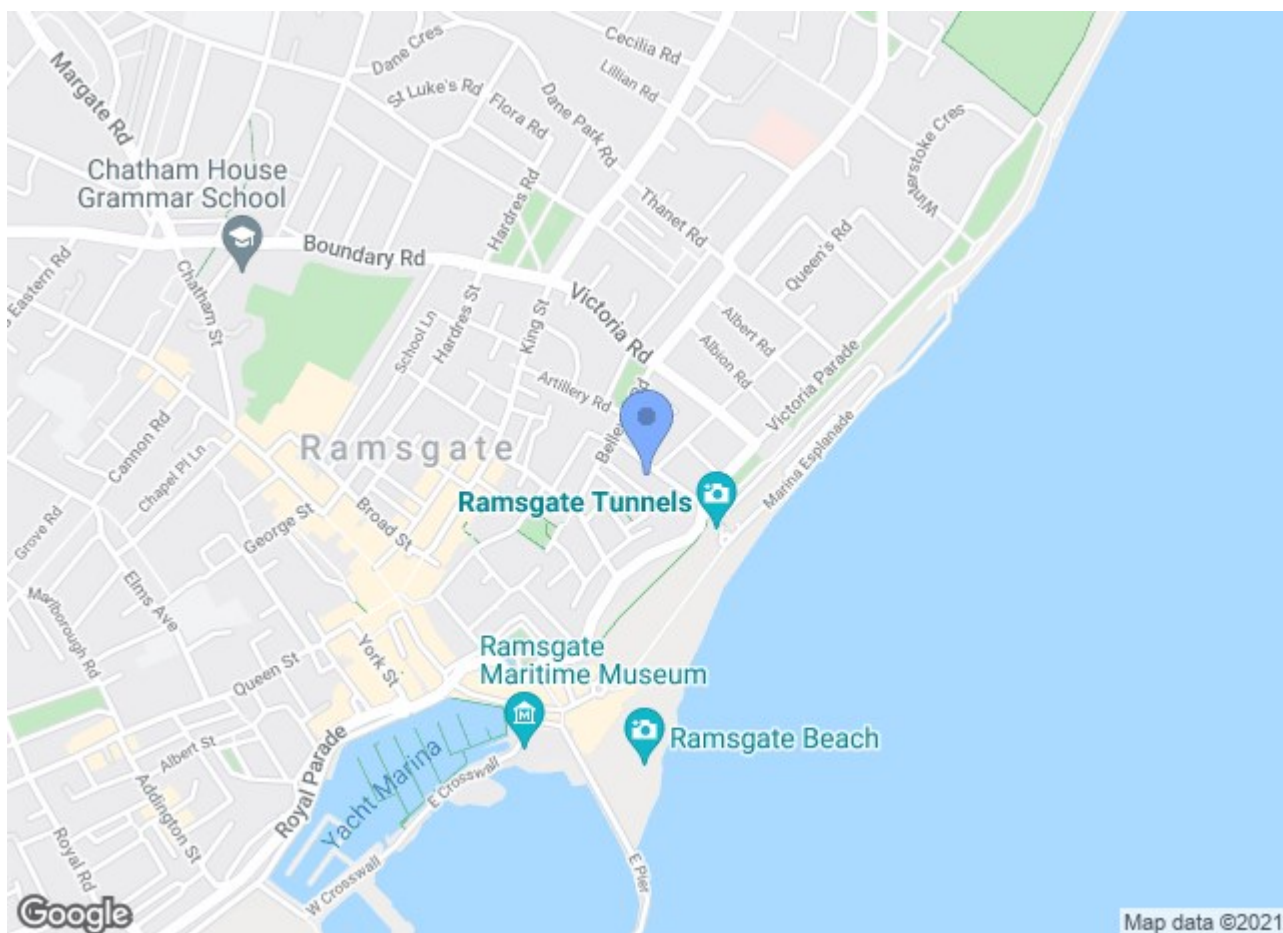 Cecilia Rd
Dane Cres
Lillian Rd
St Luke's Rd
Flora Rd
Dane Park Rd
Margate Rd
Winterstoke Cres
Chatham House
Grammar School
Hardres Rd
Thanet Rd
Queen's Rd
Boundary Rd
Eastern Rd
Chatham St
Victoria Rd
Albert Rd
School Ln
Hardres St
King St
Albion Rd
Victoria Parade
Artillery Rd
Cannon Rd
Ramsgate
Chapel Pl Ln
Marina Esplanade
Ramsgate Tunnels
Broad St
George St
Grove Rd
Elms Ave
Marlborough Rd
York St
Ramsgate
Maritime Museum
Queen St
Ramsgate Beach
Albert St
Royal Parade
Yacht Marina
E Crosswall
Addington St
Royal Rd
W Crosswall
E Pier
Google
Map data ©2021